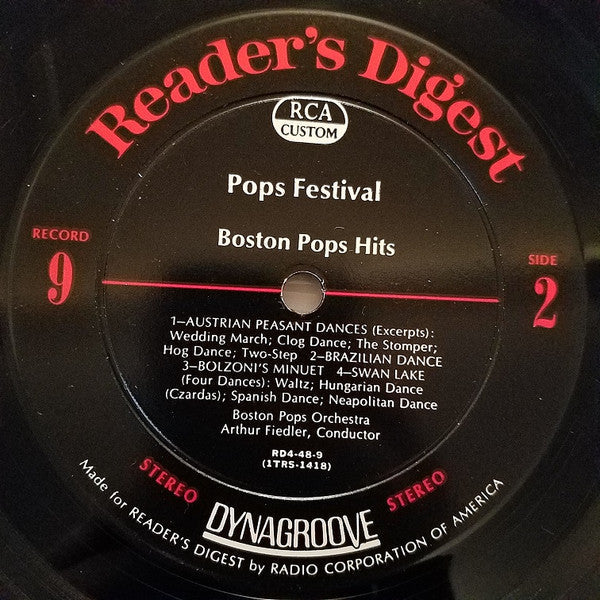 Reader's Digest
RCA
CUSTOM
Pops Festival
Boston Pops Hits
RECORD
9
SIDE
2
1—AUSTRIAN PEASANT DANCES (Excerpts):
Wedding March; Clog Dance; The Stomper;
Hog Dance; Two-Step 2—BRAZILIAN DANCE
3—BOLZONI'S MINUET 4—SWAN LAKE
(Four Dances): Waltz; Hungarian Dance
(Czardas); Spanish Dance; Neapolitan Dance
Boston Pops Orchestra
Arthur Fiedler, Conductor
RD4-48-9
(1TRS-1418)
STEREO
DYNAGROOVE
STEREO
Made for READER'S DIGEST by RADIO CORPORATION OF AMERICA